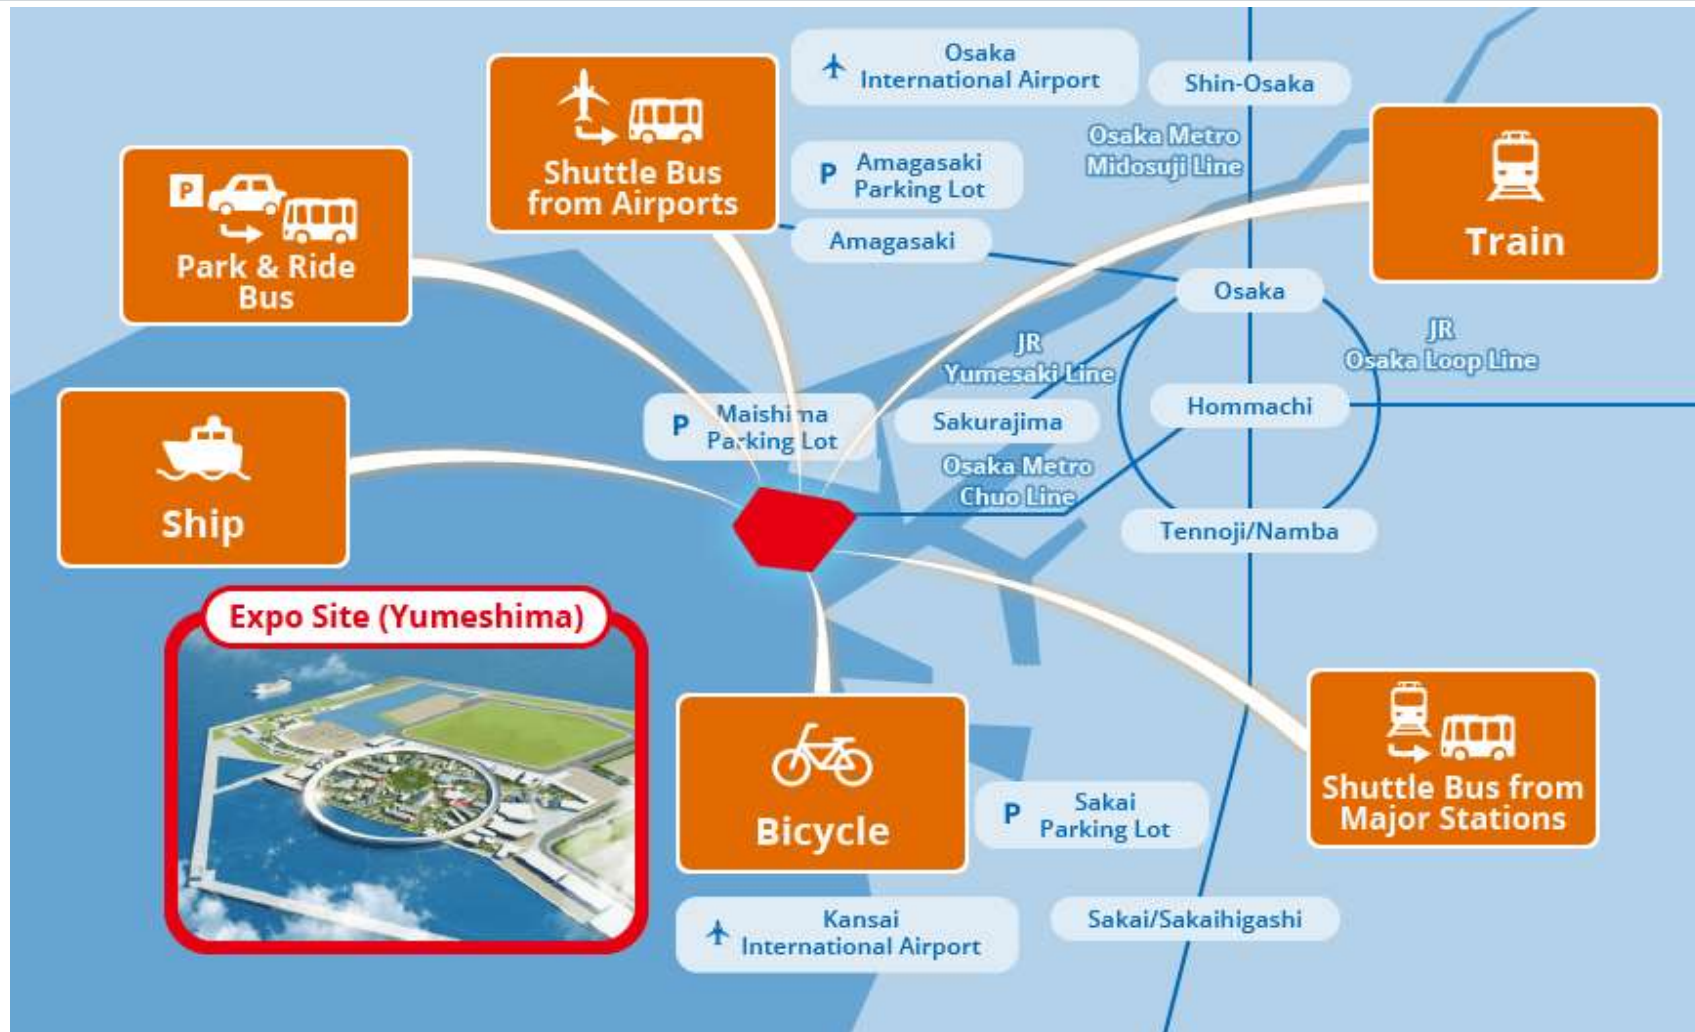 Osaka
International Airport
Shin-Osaka
Shuttle Bus
from Airports
Osaka Metro
Midosuji Line
Train
P
Park & Ride
Bus
P
Amagasaki
Parking Lot
Amagasaki
Osaka
JR
Yumesaki Line
JR
Osaka Loop Line
Ship
P
Maishima
Parking Lot
Sakurajima
Hommachi
Osaka Metro
Chuo Line
Tennoji/Namba
Expo Site (Yumeshima)
Bicycle
P
Sakai
Parking Lot
Shuttle Bus from
Major Stations
Kansai
International Airport
Sakai/Sakaihigashi